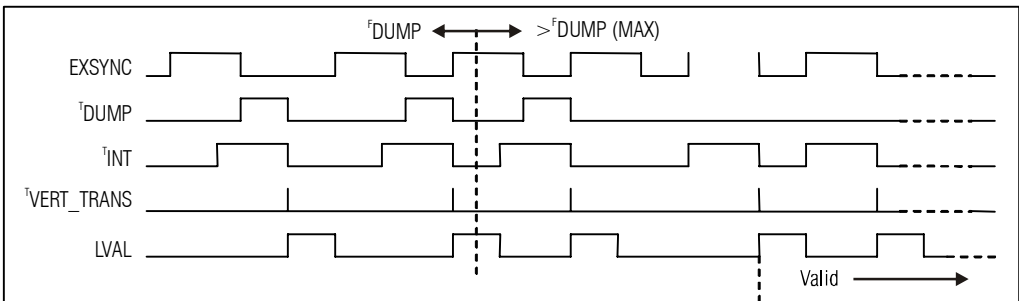 ᶠDUMP >ᶠDUMP (MAX)
EXSYNC
ᵀDUMP
ᵀINT
ᵀVERT_TRANS
LVAL
Valid